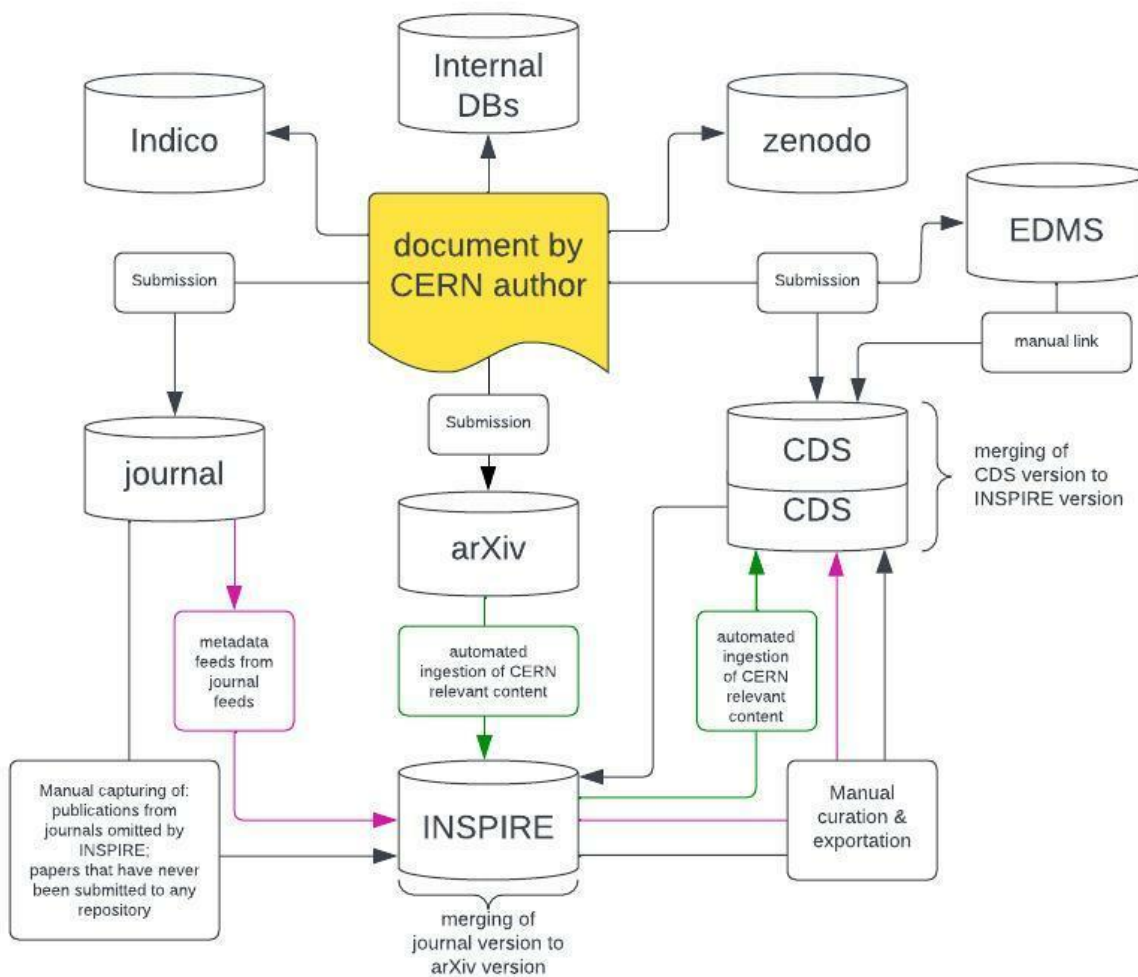 Internal
DBs
Indico
zenodo
EDMS
document by
CERN author
Submission
Submission
manual link
Submission
journal
CDS
CDS
merging of
CDS version to
INSPIRE version
arXiv
metadata
feeds from
journal
feeds
automated
ingestion of CERN
relevant content
automated
ingestion
of CERN
relevant
content
Manual capturing of:
publications from
journals omitted by
INSPIRE;
papers that have never
been submitted to any
repository
INSPIRE
Manual
curation &
exportation
merging of
journal version to
arXiv version